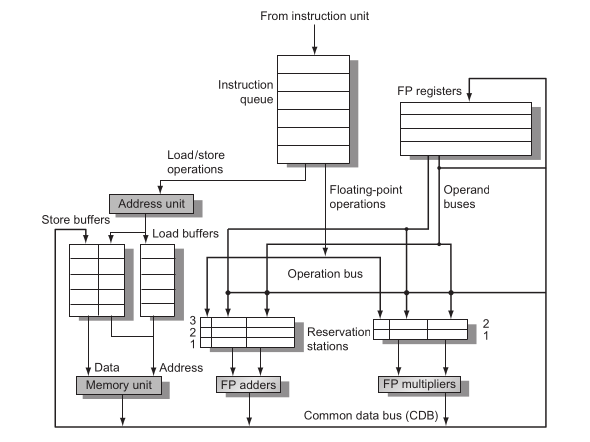 From instruction unit
Instruction
queue
FP registers
Load/store
operations
Floating-point
operations
Operand
buses
Address unit
Store buffers
Load buffers
Operation bus
3
2
1
Reservation
stations
2
1
Data
Address
Memory unit
FP adders
FP multipliers
Common data bus (CDB)